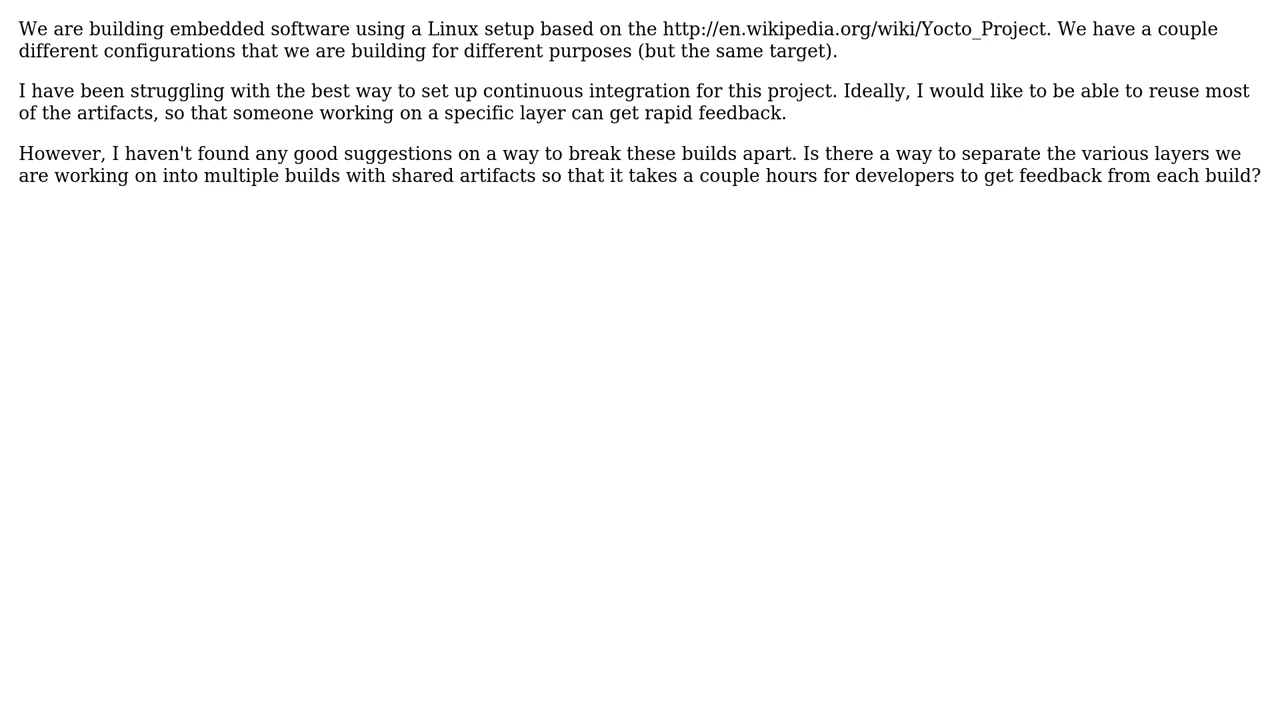 We are building embedded software using a Linux setup based on the http://en.wikipedia.org/wiki/Yocto_Project. We have a couple
different configurations that we are building for different purposes (but the same target).
I have been struggling with the best way to set up continuous integration for this project. Ideally, I would like to be able to reuse most
of the artifacts, so that someone working on a specific layer can get rapid feedback.
However, I haven't found any good suggestions on a way to break these builds apart. Is there a way to separate the various layers we
are working on into multiple builds with shared artifacts so that it takes a couple hours for developers to get feedback from each build?